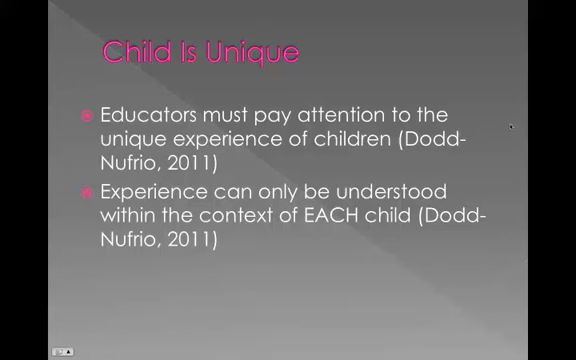 Child Is Unique
Educators must pay attention to the
unique experience of children (Dodd-
Nufrio, 2011)
Experience can only be understood
within the context of EACH child (Dodd-
Nufrio, 2011)